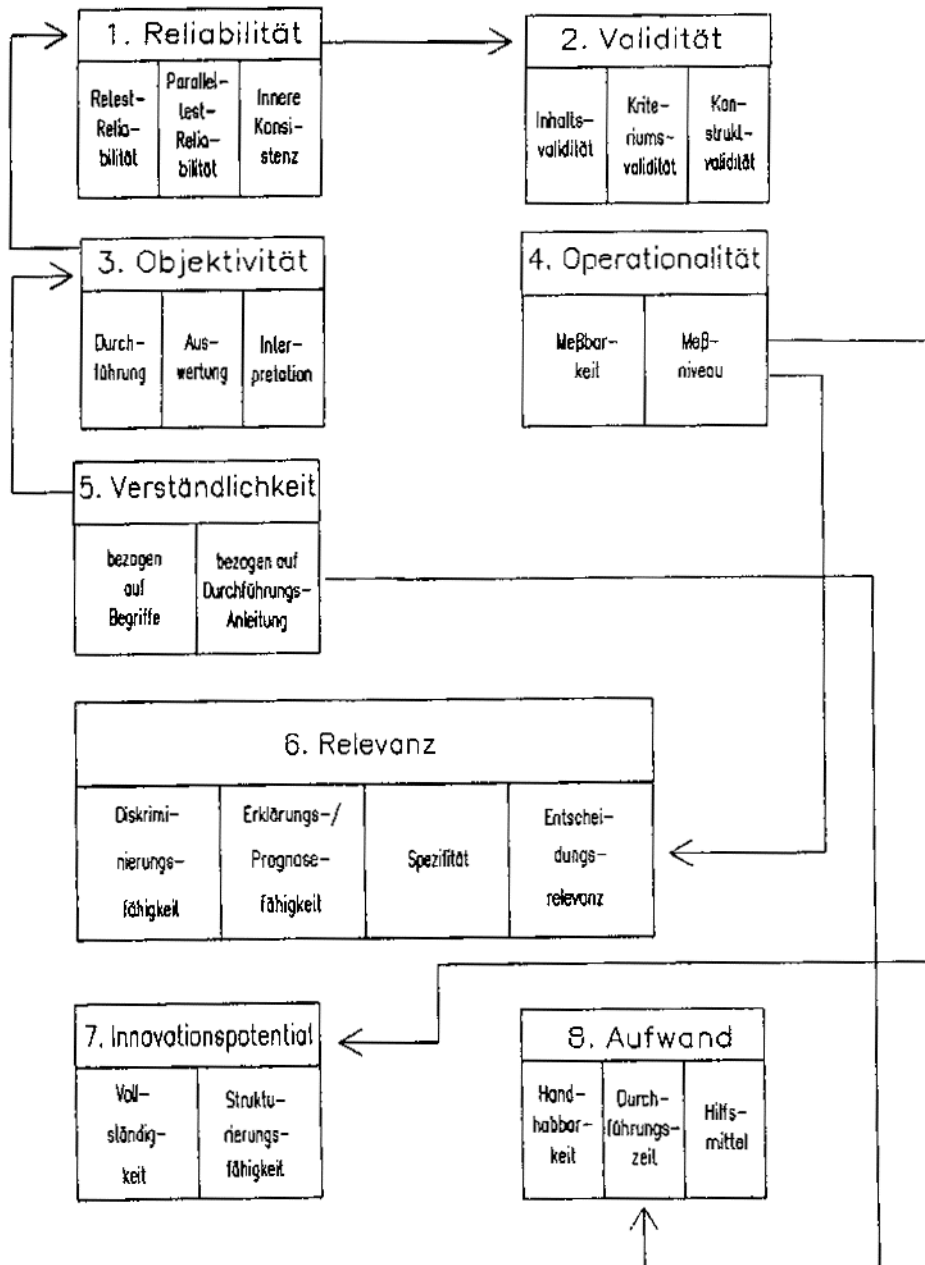 1. Reliabilität
Retest-
Relia-
bilität
Parallel-
test-
Relia-
bilität
Innere
Konsi-
stenz
2. Validität
Inhalts-
validität
Krite-
riums-
validität
Kon-
strukt-
validität
3. Objektivität
Durch-
führung
Aus-
wertung
Inter-
pretation
4. Operationalität
Meßbar-
keit
Meß-
niveau
5. Verständlichkeit
bezogen
auf
Begriffe
bezogen auf
Durchführungs-
Anleitung
6. Relevanz
Diskrimi-
nierungs-
fähigkeit
Erklärungs-/
Prognose-
fähigkeit
Spezifität
Entschei-
dungs-
relevanz
7. Innovationspotential
Voll-
ständig-
keit
Struktu-
rierungs-
fähigkeit
8. Aufwand
Hand-
habbar-
keit
Durch-
führungs-
zeit
Hilfs-
mittel